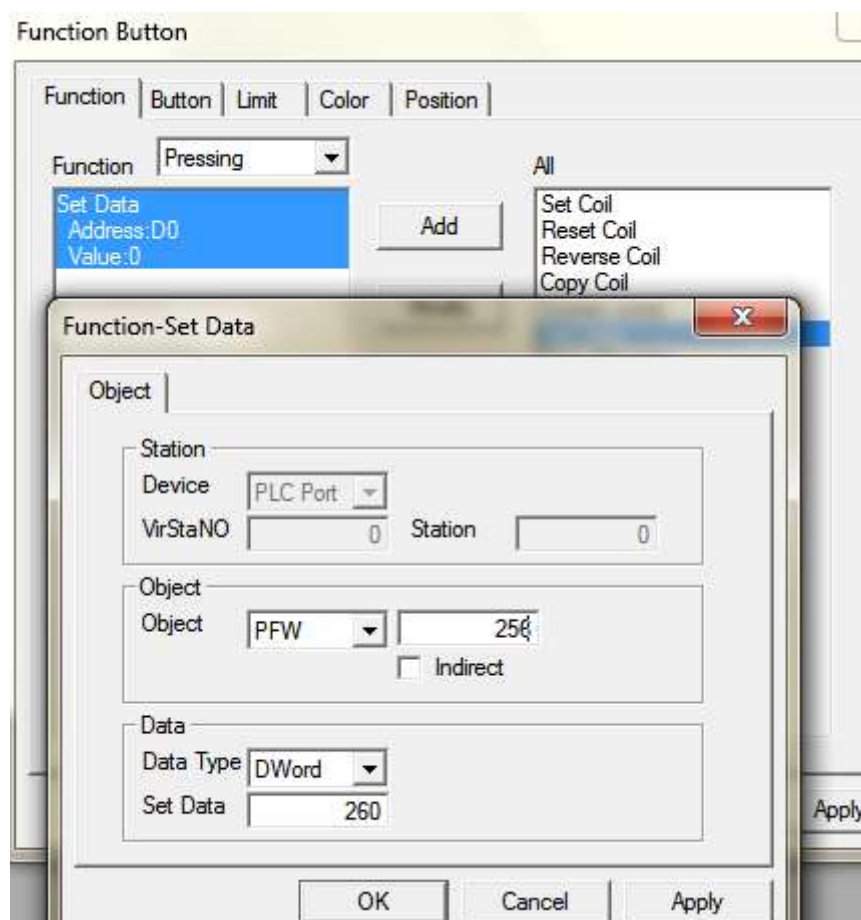 Function Button
Function Button Limit Color Position
Function Pressing All
Set Data
Address:D0
Value:0
Add
Set Coil
Reset Coil
Reverse Coil
Copy Coil
Function-Set Data
Object
Station
Device PLC Port
VirStaNO 0 Station 0
Object
Object PFW 256
Indirect
Data
Data Type DWord
Set Data 260
Apply
OK Cancel Apply